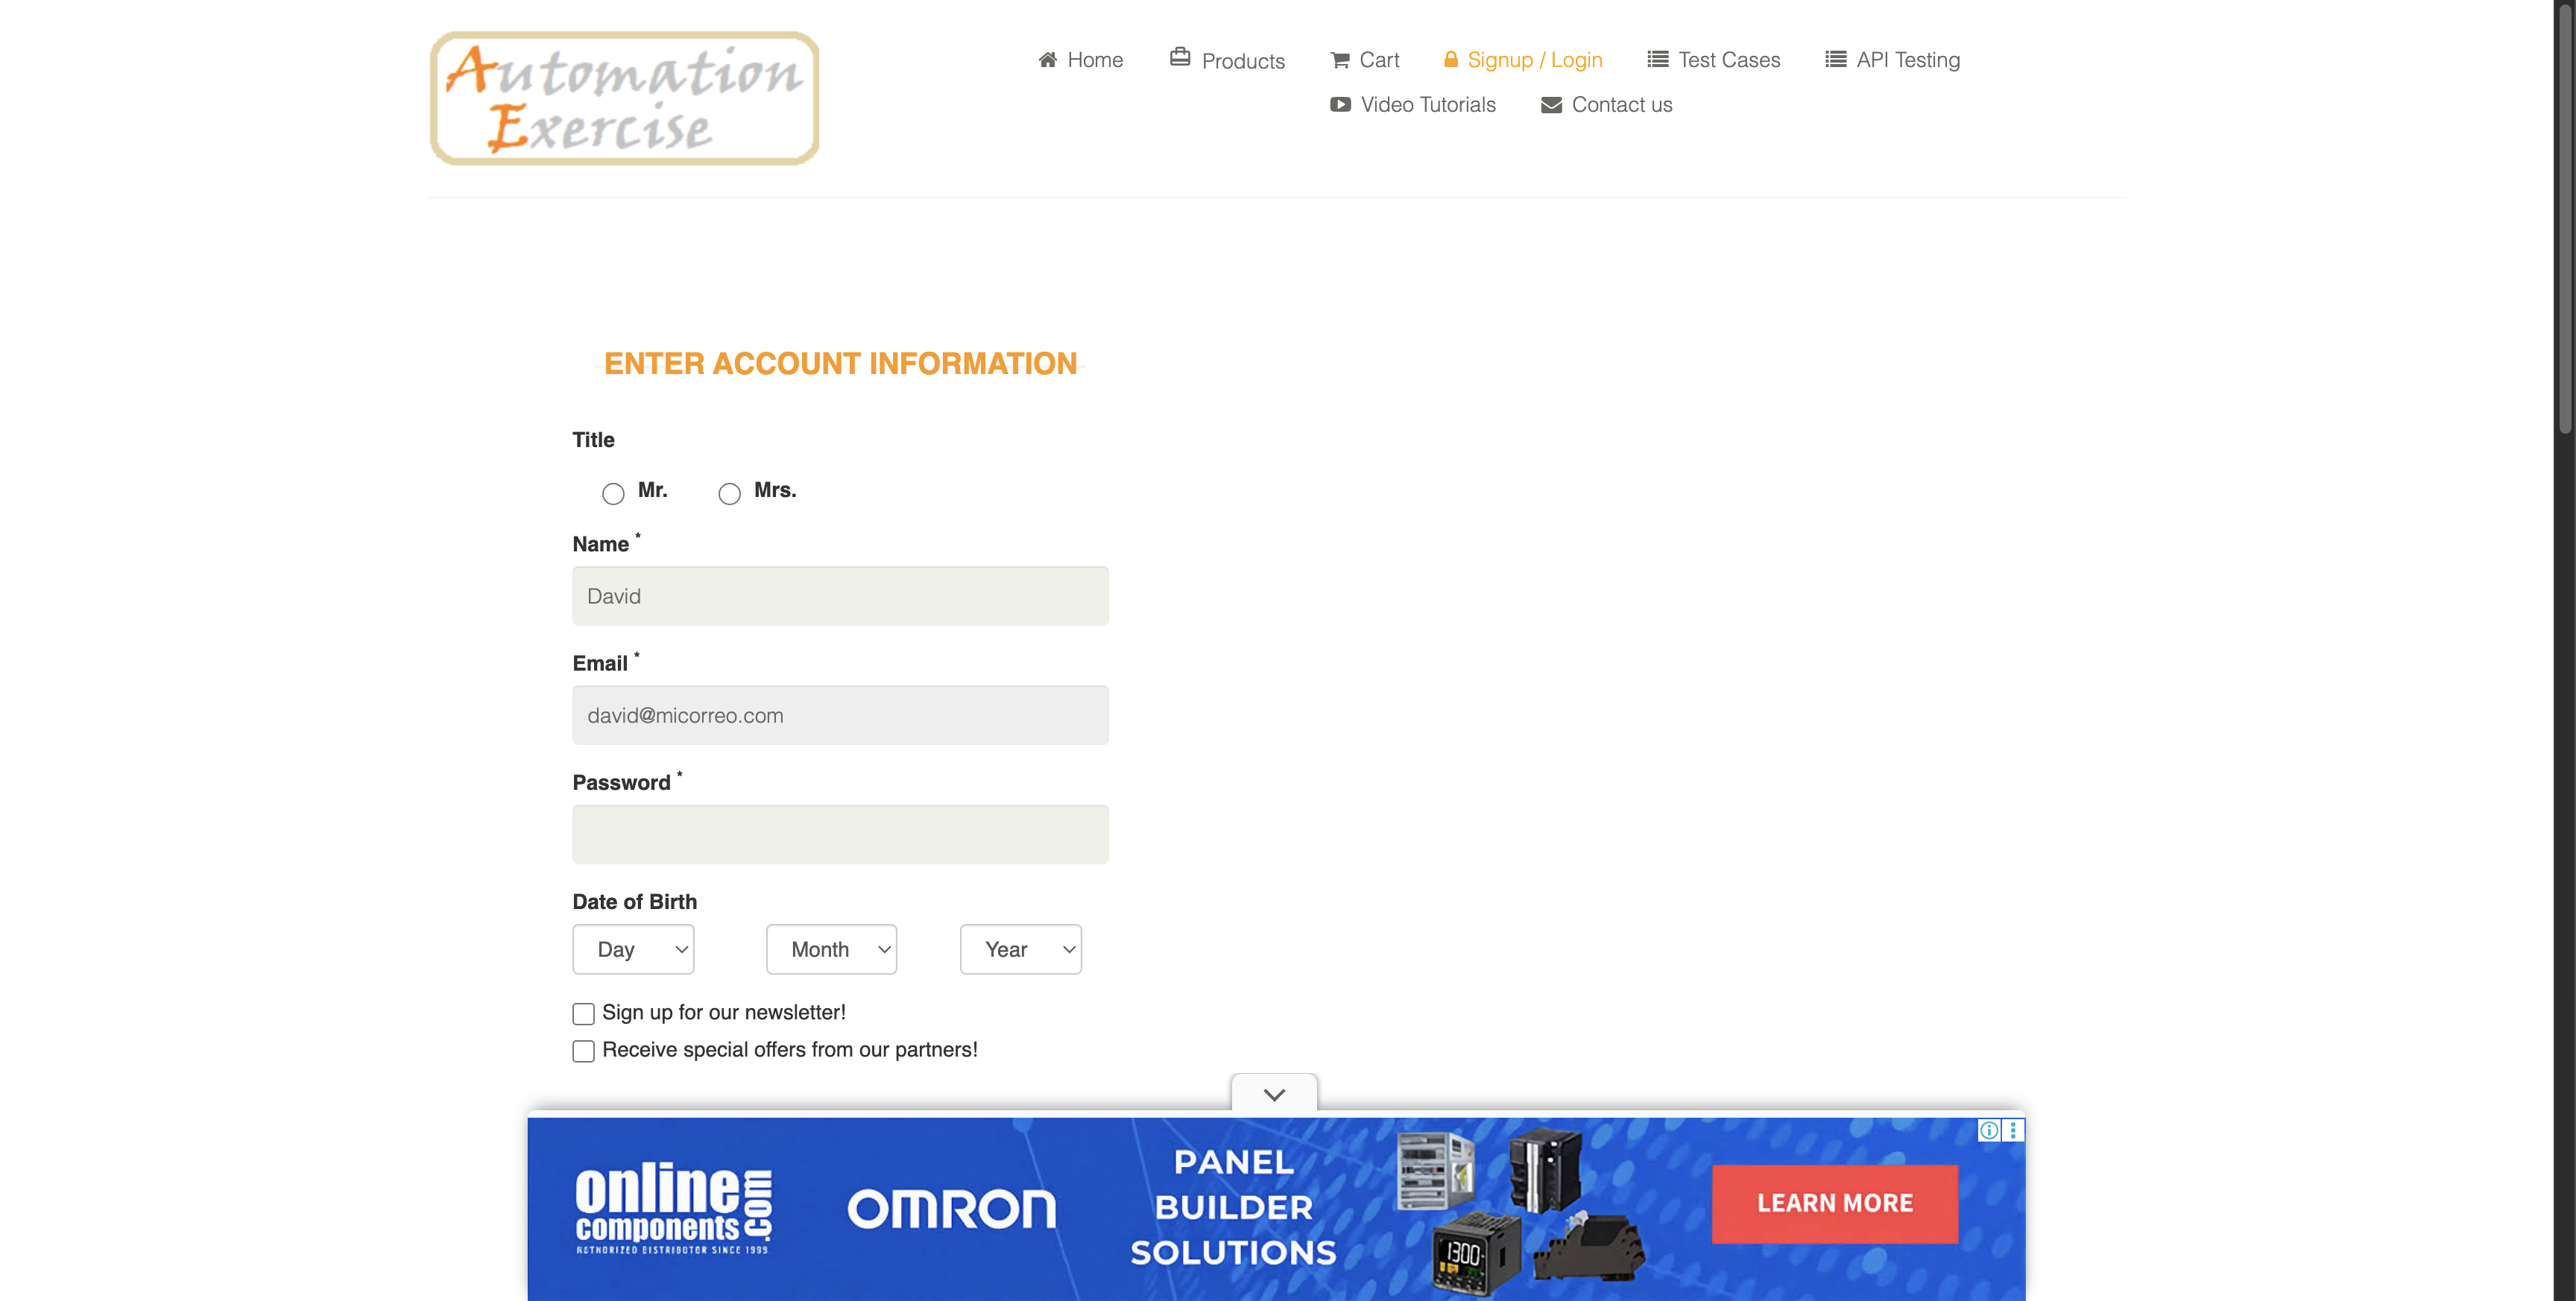 Automation
Exercise
Home
Products
Cart
Signup / Login
Test Cases
API Testing
Video Tutorials
Contact us
ENTER ACCOUNT INFORMATION
Title
Mr.
Mrs.
Name *
David
Email *
david@micorreo.com
Password *
Date of Birth
Day
Month
Year
Sign up for our newsletter!
Receive special offers from our partners!
online
components
.com
AUTHORIZED DISTRIBUTOR SINCE 1999
OMRON
PANEL
BUILDER
SOLUTIONS
1300
LEARN MORE